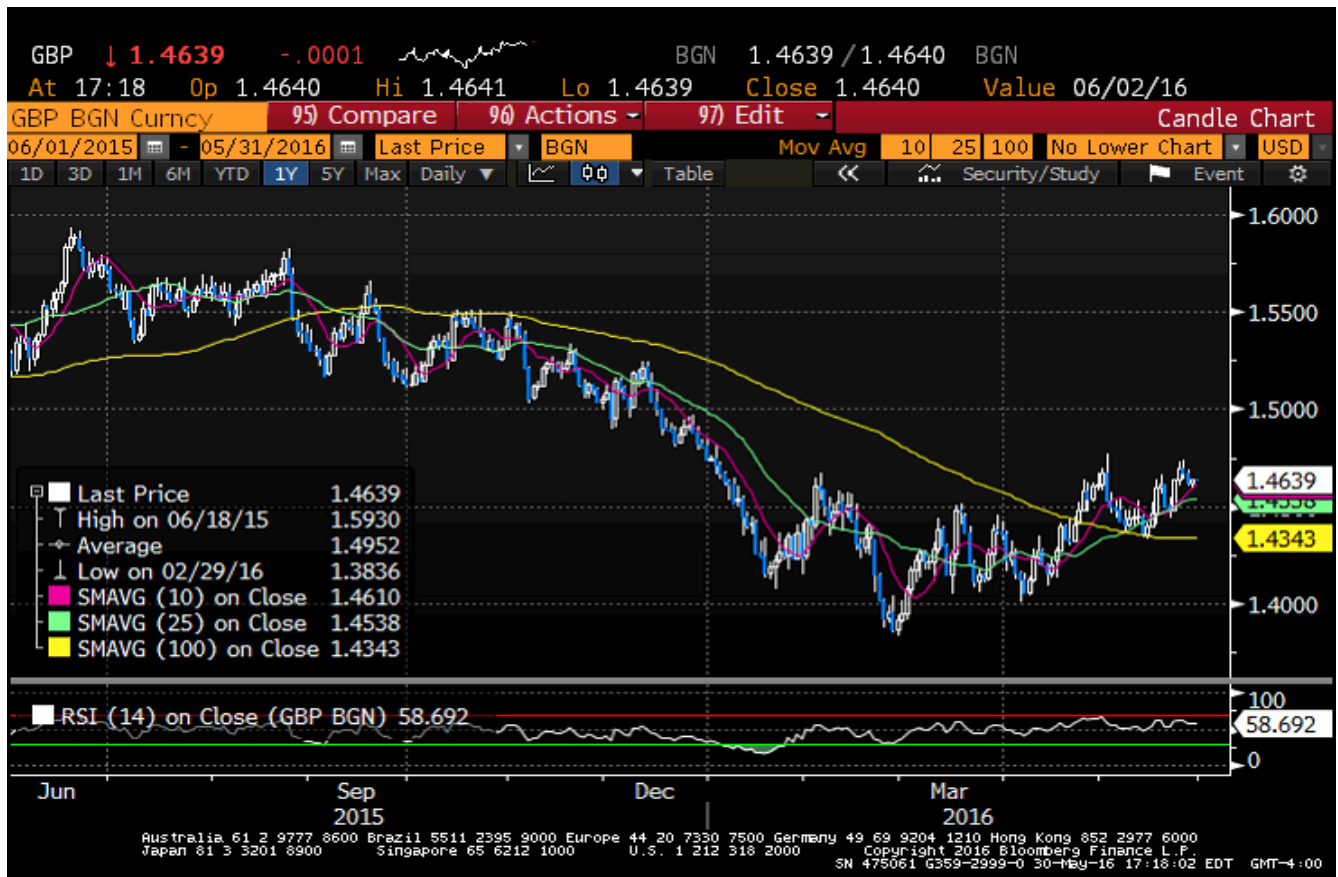 GBP ↓ 1.4639 -.0001 BGN 1.4639 / 1.4640 BGN
At 17:18 Op 1.4640 Hi 1.4641 Lo 1.4639 Close 1.4640 Value 06/02/16
GBP BGN Curncy 95) Compare 96) Actions 97) Edit Candle Chart
06/01/2015 - 05/31/2016 Last Price BGN Mov Avg 10 25 100 No Lower Chart USD
1D 3D 1M 6M YTD 1Y 5Y Max Daily ▼ Table « Security/Study Event
1.6000
1.5500
1.5000
1.4639
1.4343
1.4000
Last Price 1.4639
High on 06/18/15 1.5930
Average 1.4952
Low on 02/29/16 1.3836
SMAVG (10) on Close 1.4610
SMAVG (25) on Close 1.4538
SMAVG (100) on Close 1.4343
RSI (14) on Close (GBP BGN) 58.692
100
58.692
0
Jun Sep Dec Mar
2015 2016
Australia 61 2 9777 8600 Brazil 5511 2395 9000 Europe 44 20 7330 7500 Germany 49 69 9204 1210 Hong Kong 852 2977 6000
Japan 81 3 3201 8900 Singapore 65 6212 1000 U.S. 1 212 318 2000 Copyright 2016 Bloomberg Finance L.P.
SN 475061 G359-2999-0 30-May-16 17:18:02 EDT GMT-4:00